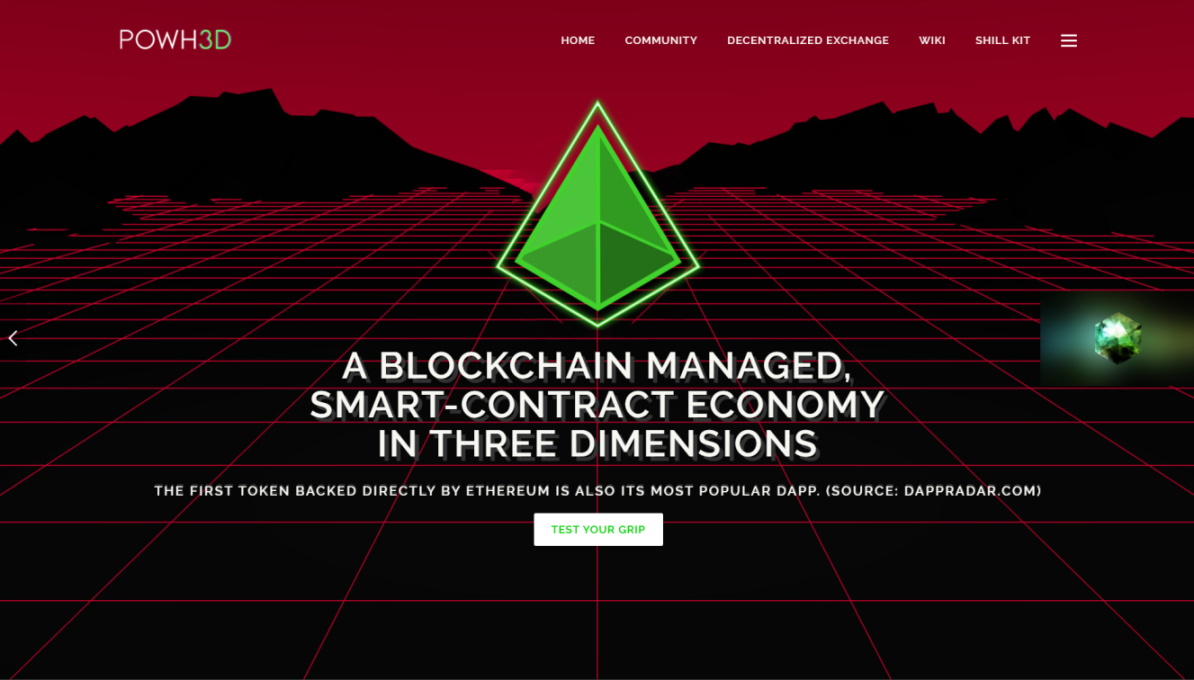 POWH3D
HOME COMMUNITY DECENTRALIZED EXCHANGE WIKI SHILL KIT
A BLOCKCHAIN MANAGED,
SMART-CONTRACT ECONOMY
IN THREE DIMENSIONS
THE FIRST TOKEN BACKED DIRECTLY BY ETHEREUM IS ALSO ITS MOST POPULAR DAPP. (SOURCE: DAPPRADAR.COM)
TEST YOUR GRIP